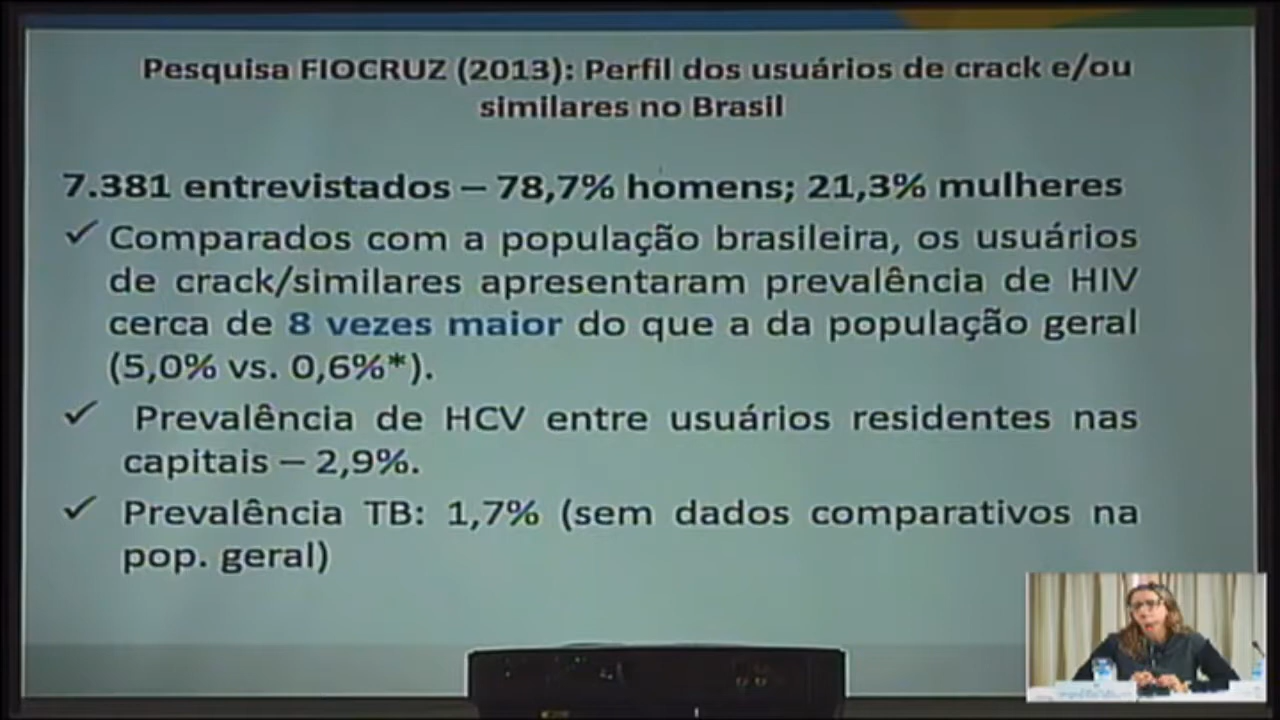 Pesquisa FIOCRUZ (2013): Perfil dos usuários de crack e/ou
similares no Brasil
7.381 entrevistados – 78,7% homens; 21,3% mulheres
✓ Comparados com a população brasileira, os usuários
de crack/similares apresentaram prevalência de HIV
cerca de 8 vezes maior do que a da população geral
(5,0% vs. 0,6%*).
✓ Prevalência de HCV entre usuários residentes nas
capitais – 2,9%.
✓ Prevalência TB: 1,7% (sem dados comparativos na
pop. geral)